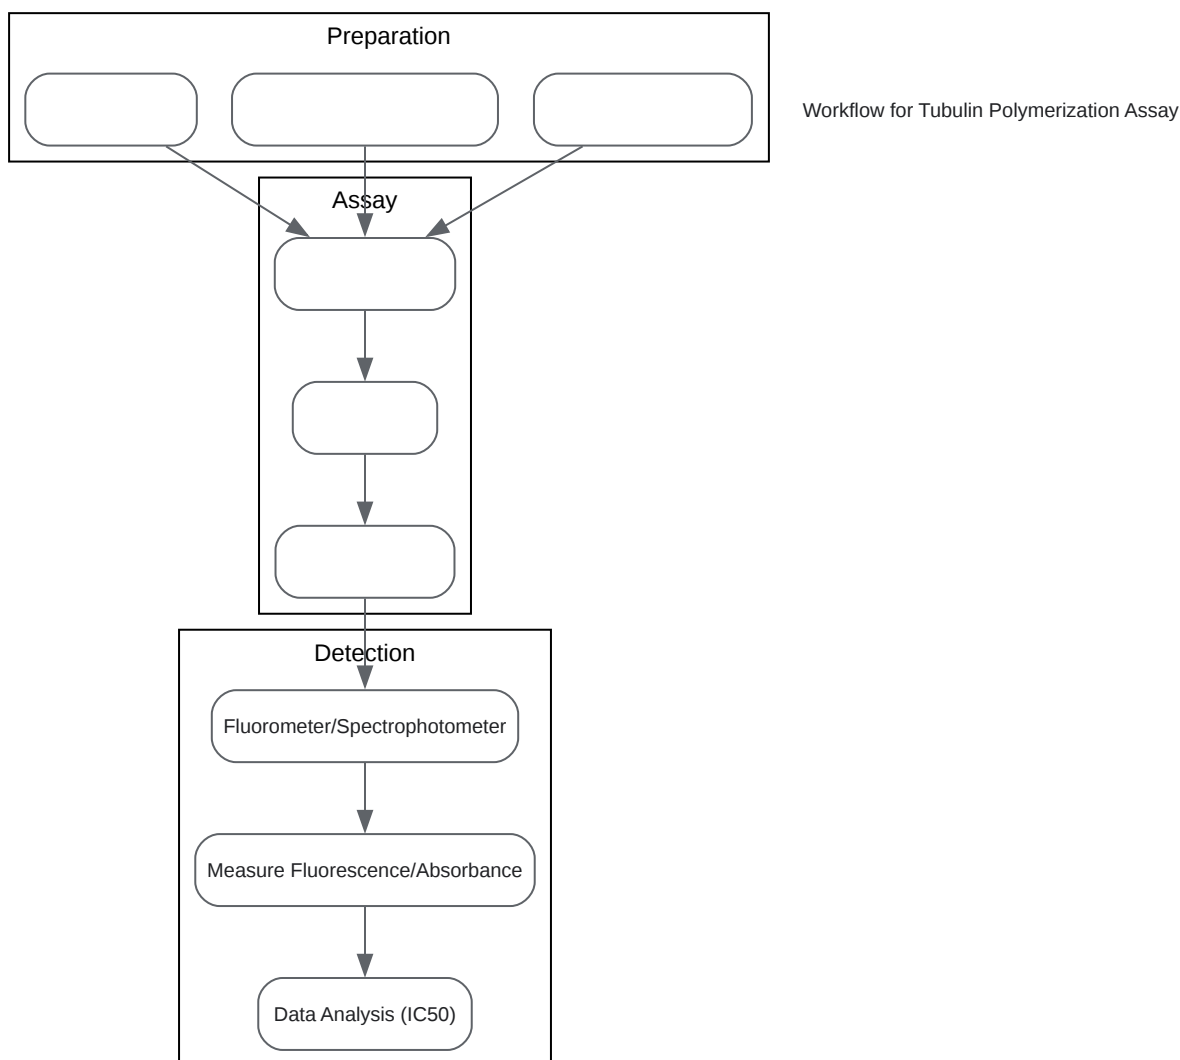 Preparation
Workflow for Tubulin Polymerization Assay
Assay
Detection
Fluorometer/Spectrophotometer
Measure Fluorescence/Absorbance
Data Analysis (IC50)